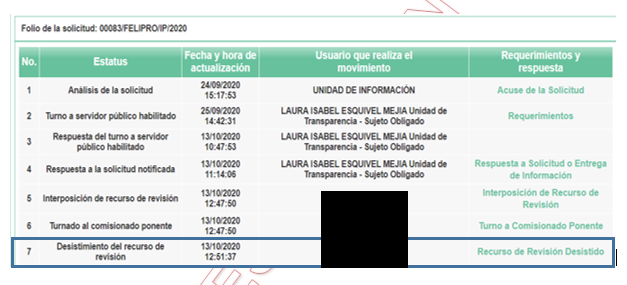 Folio de la solicitud: 00083/FELIPRO/IP/2020
No. Estatus Fecha y hora de actualización Usuario que realiza el movimiento Requerimientos y respuesta
1 Análisis de la solicitud 24/09/2020 15:17:53 UNIDAD DE INFORMACIÓN Acuse de la Solicitud
2 Turno a servidor público habilitado 25/09/2020 14:42:31 LAURA ISABEL ESQUIVEL MEJIA Unidad de Transparencia - Sujeto Obligado Requerimientos
3 Respuesta del turno a servidor público habilitado 13/10/2020 10:47:53 LAURA ISABEL ESQUIVEL MEJIA Unidad de Transparencia - Sujeto Obligado
4 Respuesta a la solicitud notificada 13/10/2020 11:14:06 LAURA ISABEL ESQUIVEL MEJIA Unidad de Transparencia - Sujeto Obligado Respuesta a Solicitud o Entrega de Información
5 Interposición de recurso de revisión 13/10/2020 12:47:50 Interposición de Recurso de Revisión
6 Turnado al comisionado ponente 13/10/2020 12:47:50 Turno a Comisionado Ponente
7 Desistimiento del recurso de revisión 13/10/2020 12:51:37 Recurso de Revisión Desistido